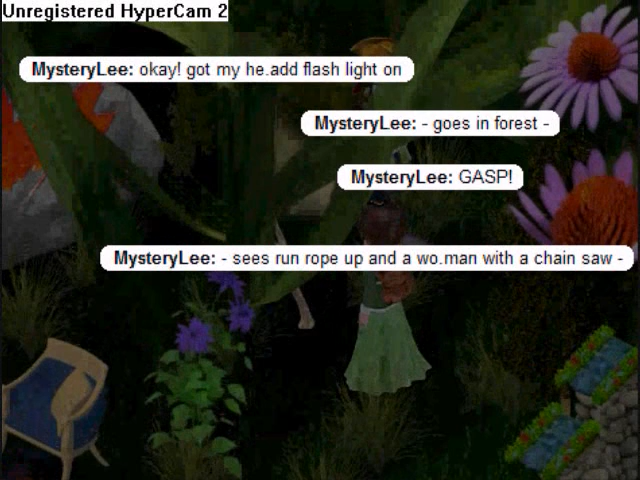 Unregistered HyperCam 2
MysteryLee: okay! got my he.add flash light on
MysteryLee: - goes in forest -
MysteryLee: GASP!
MysteryLee: - sees run rope up and a wo.man with a chain saw -